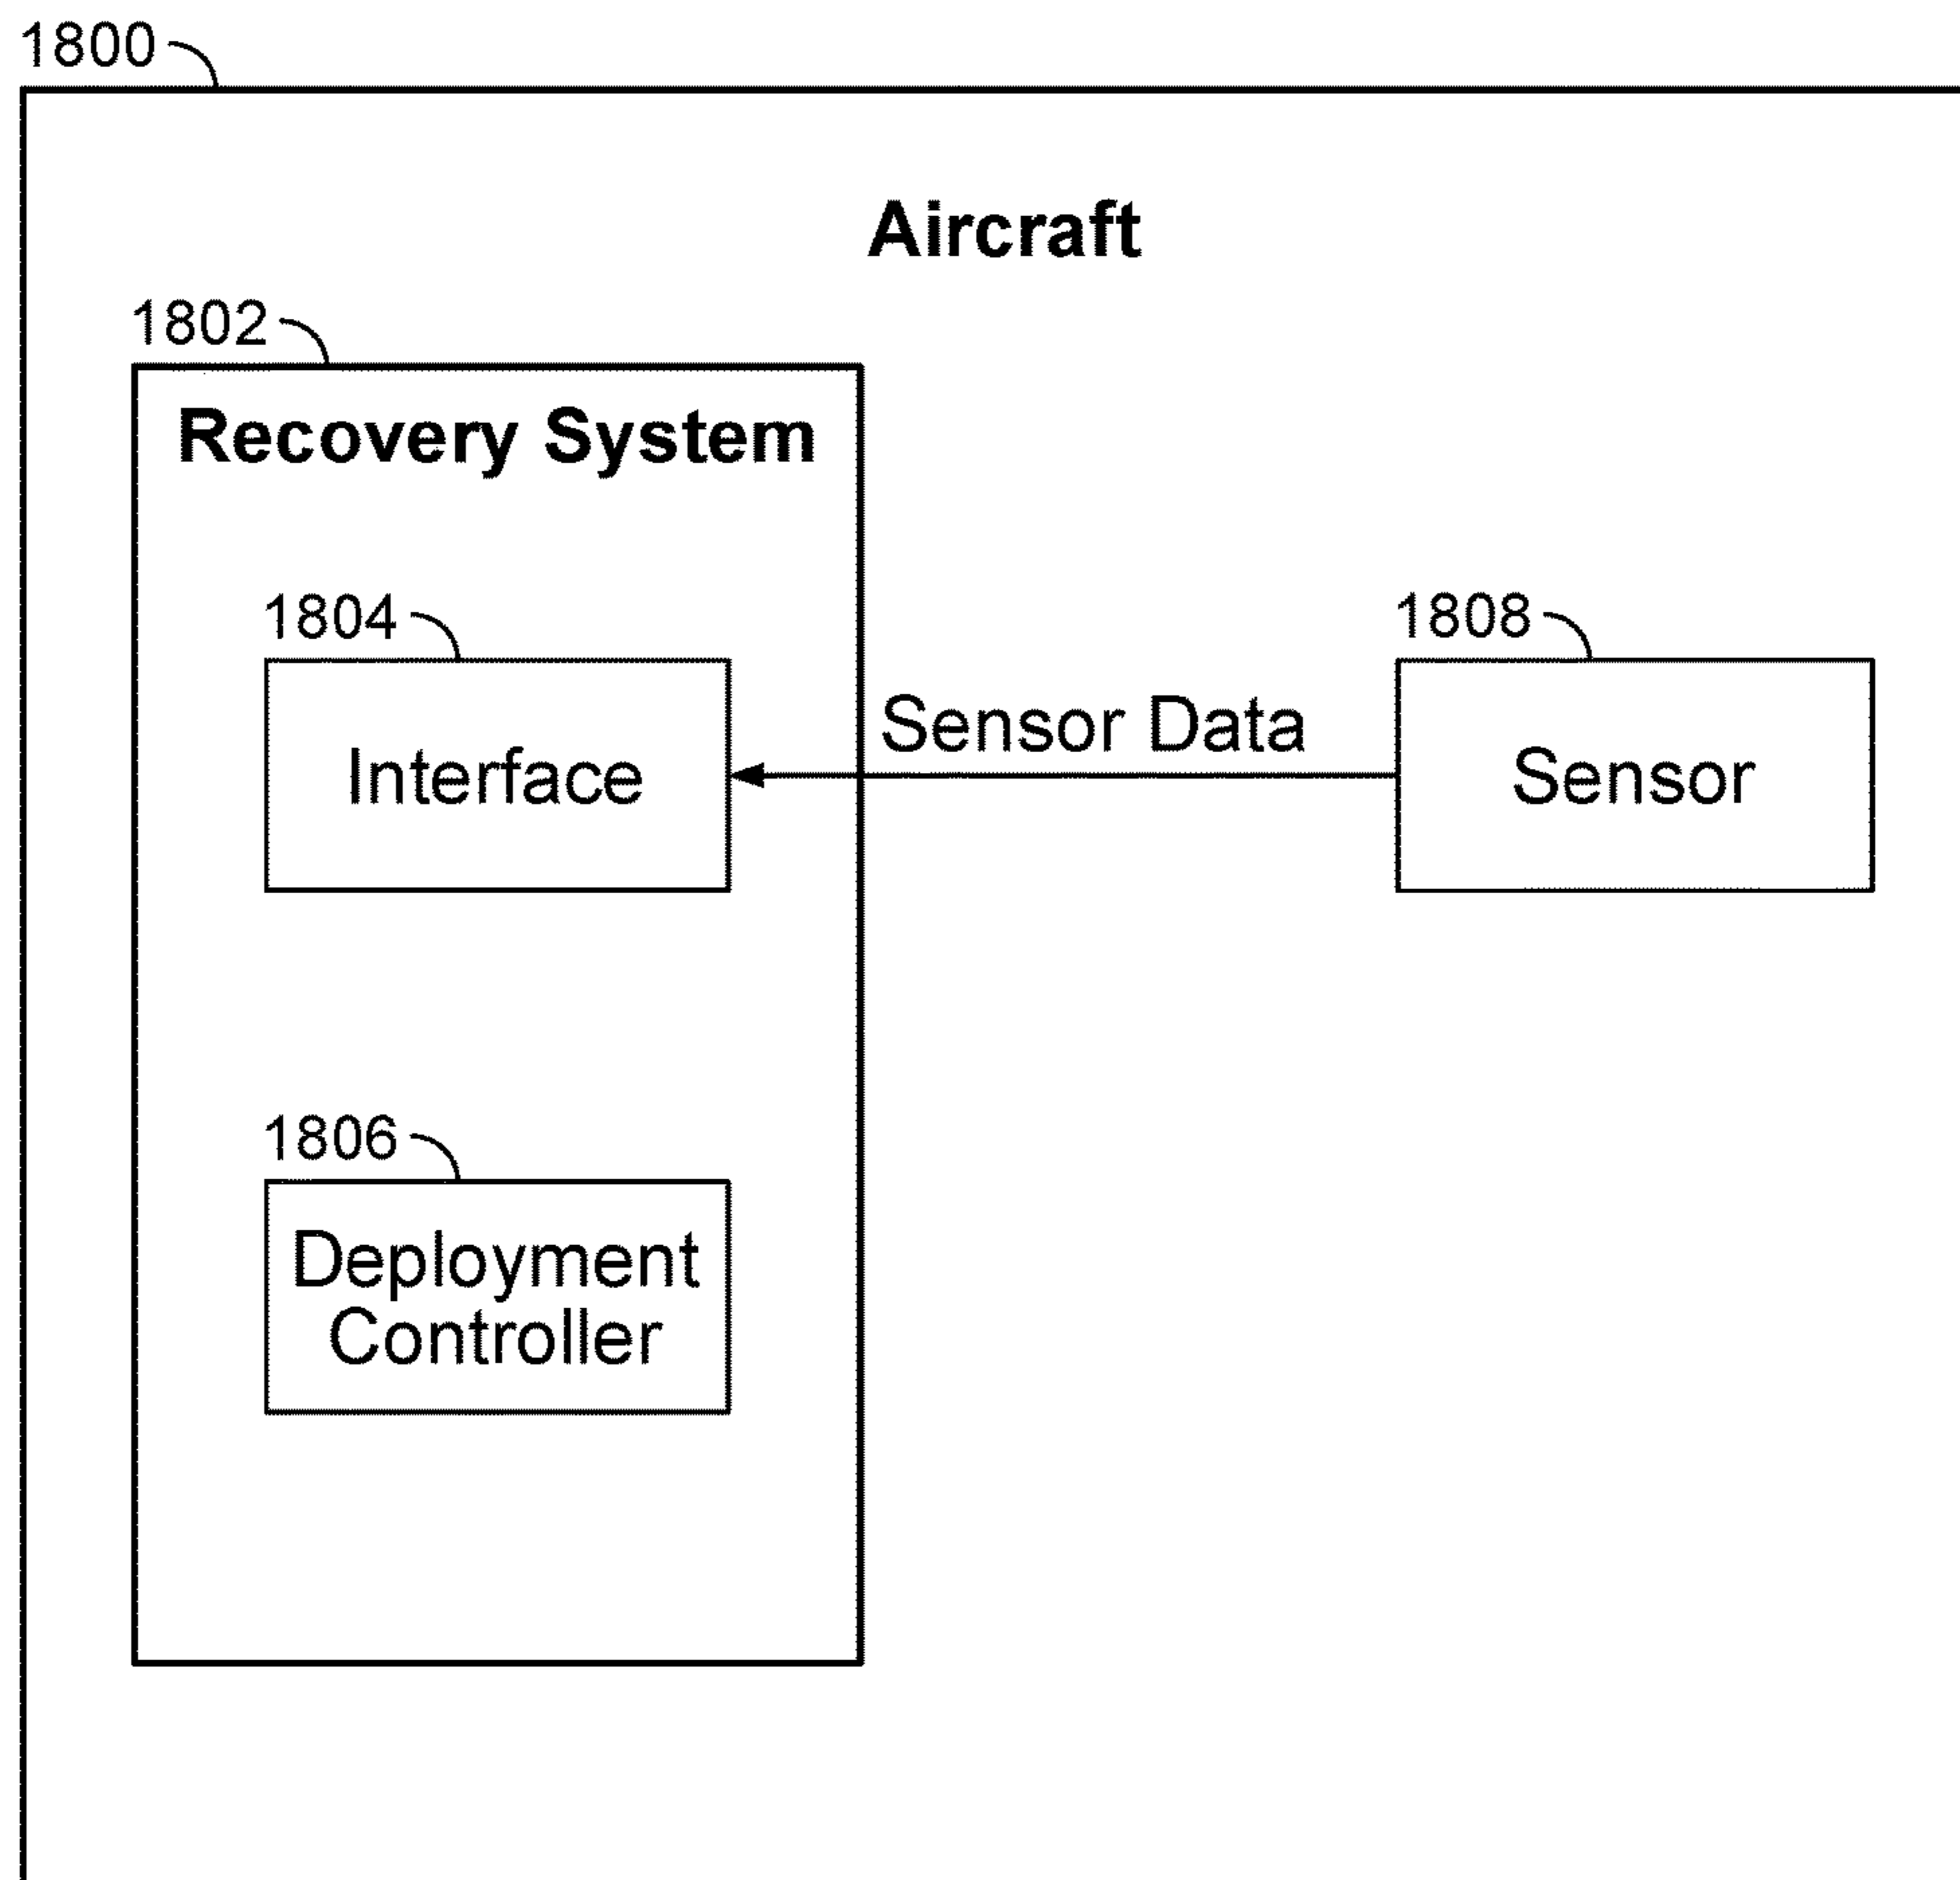 1800
Aircraft
1802
Recovery System
1804
1808
Sensor Data
Interface
Sensor
1806
Deployment
Controller